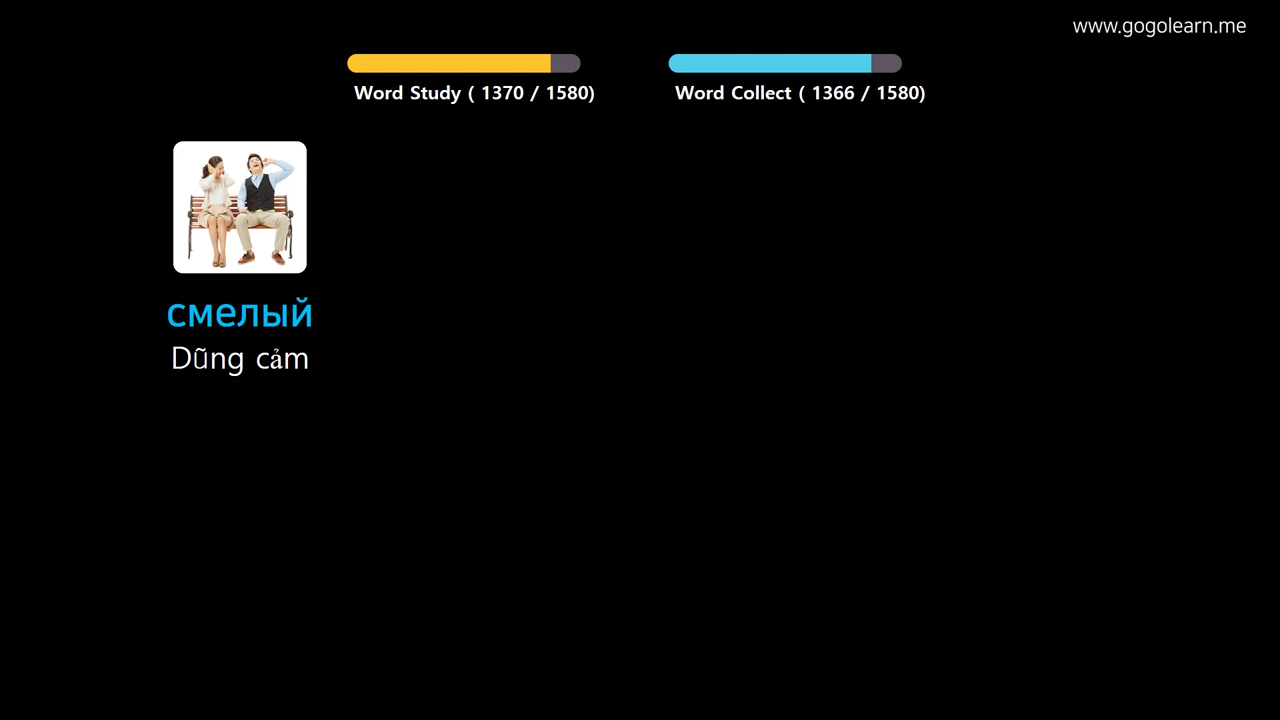 www.gogolearn.me
Word Study ( 1370 / 1580)
Word Collect ( 1366 / 1580)
смелый
Dũng cảm